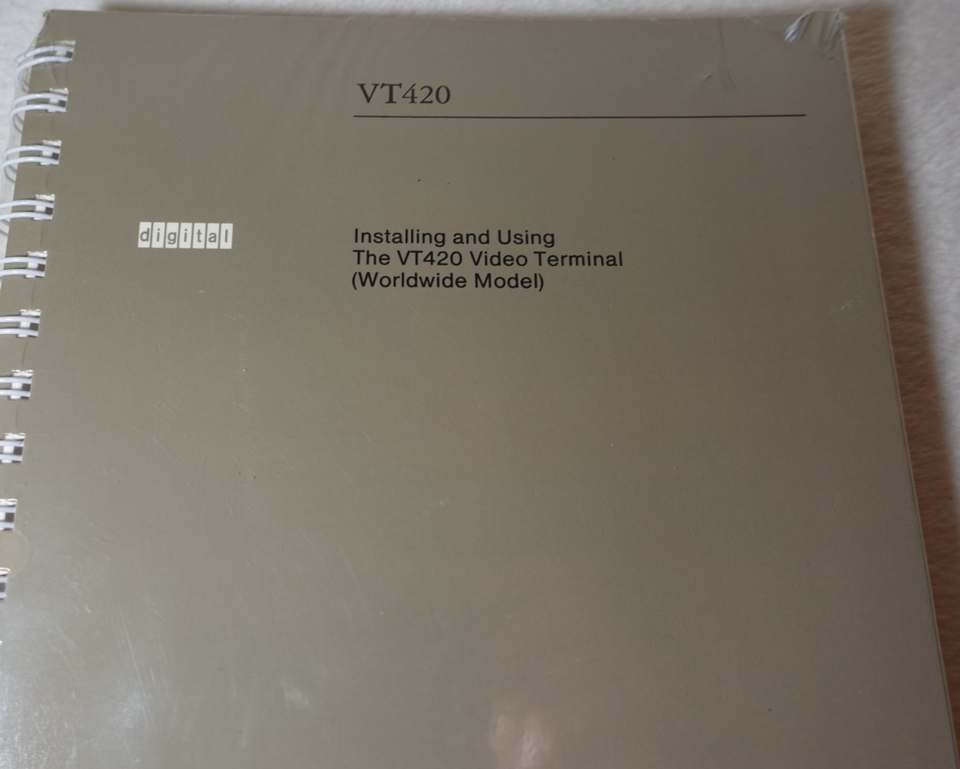 VT420
digital
Installing and Using
The VT420 Video Terminal
(Worldwide Model)